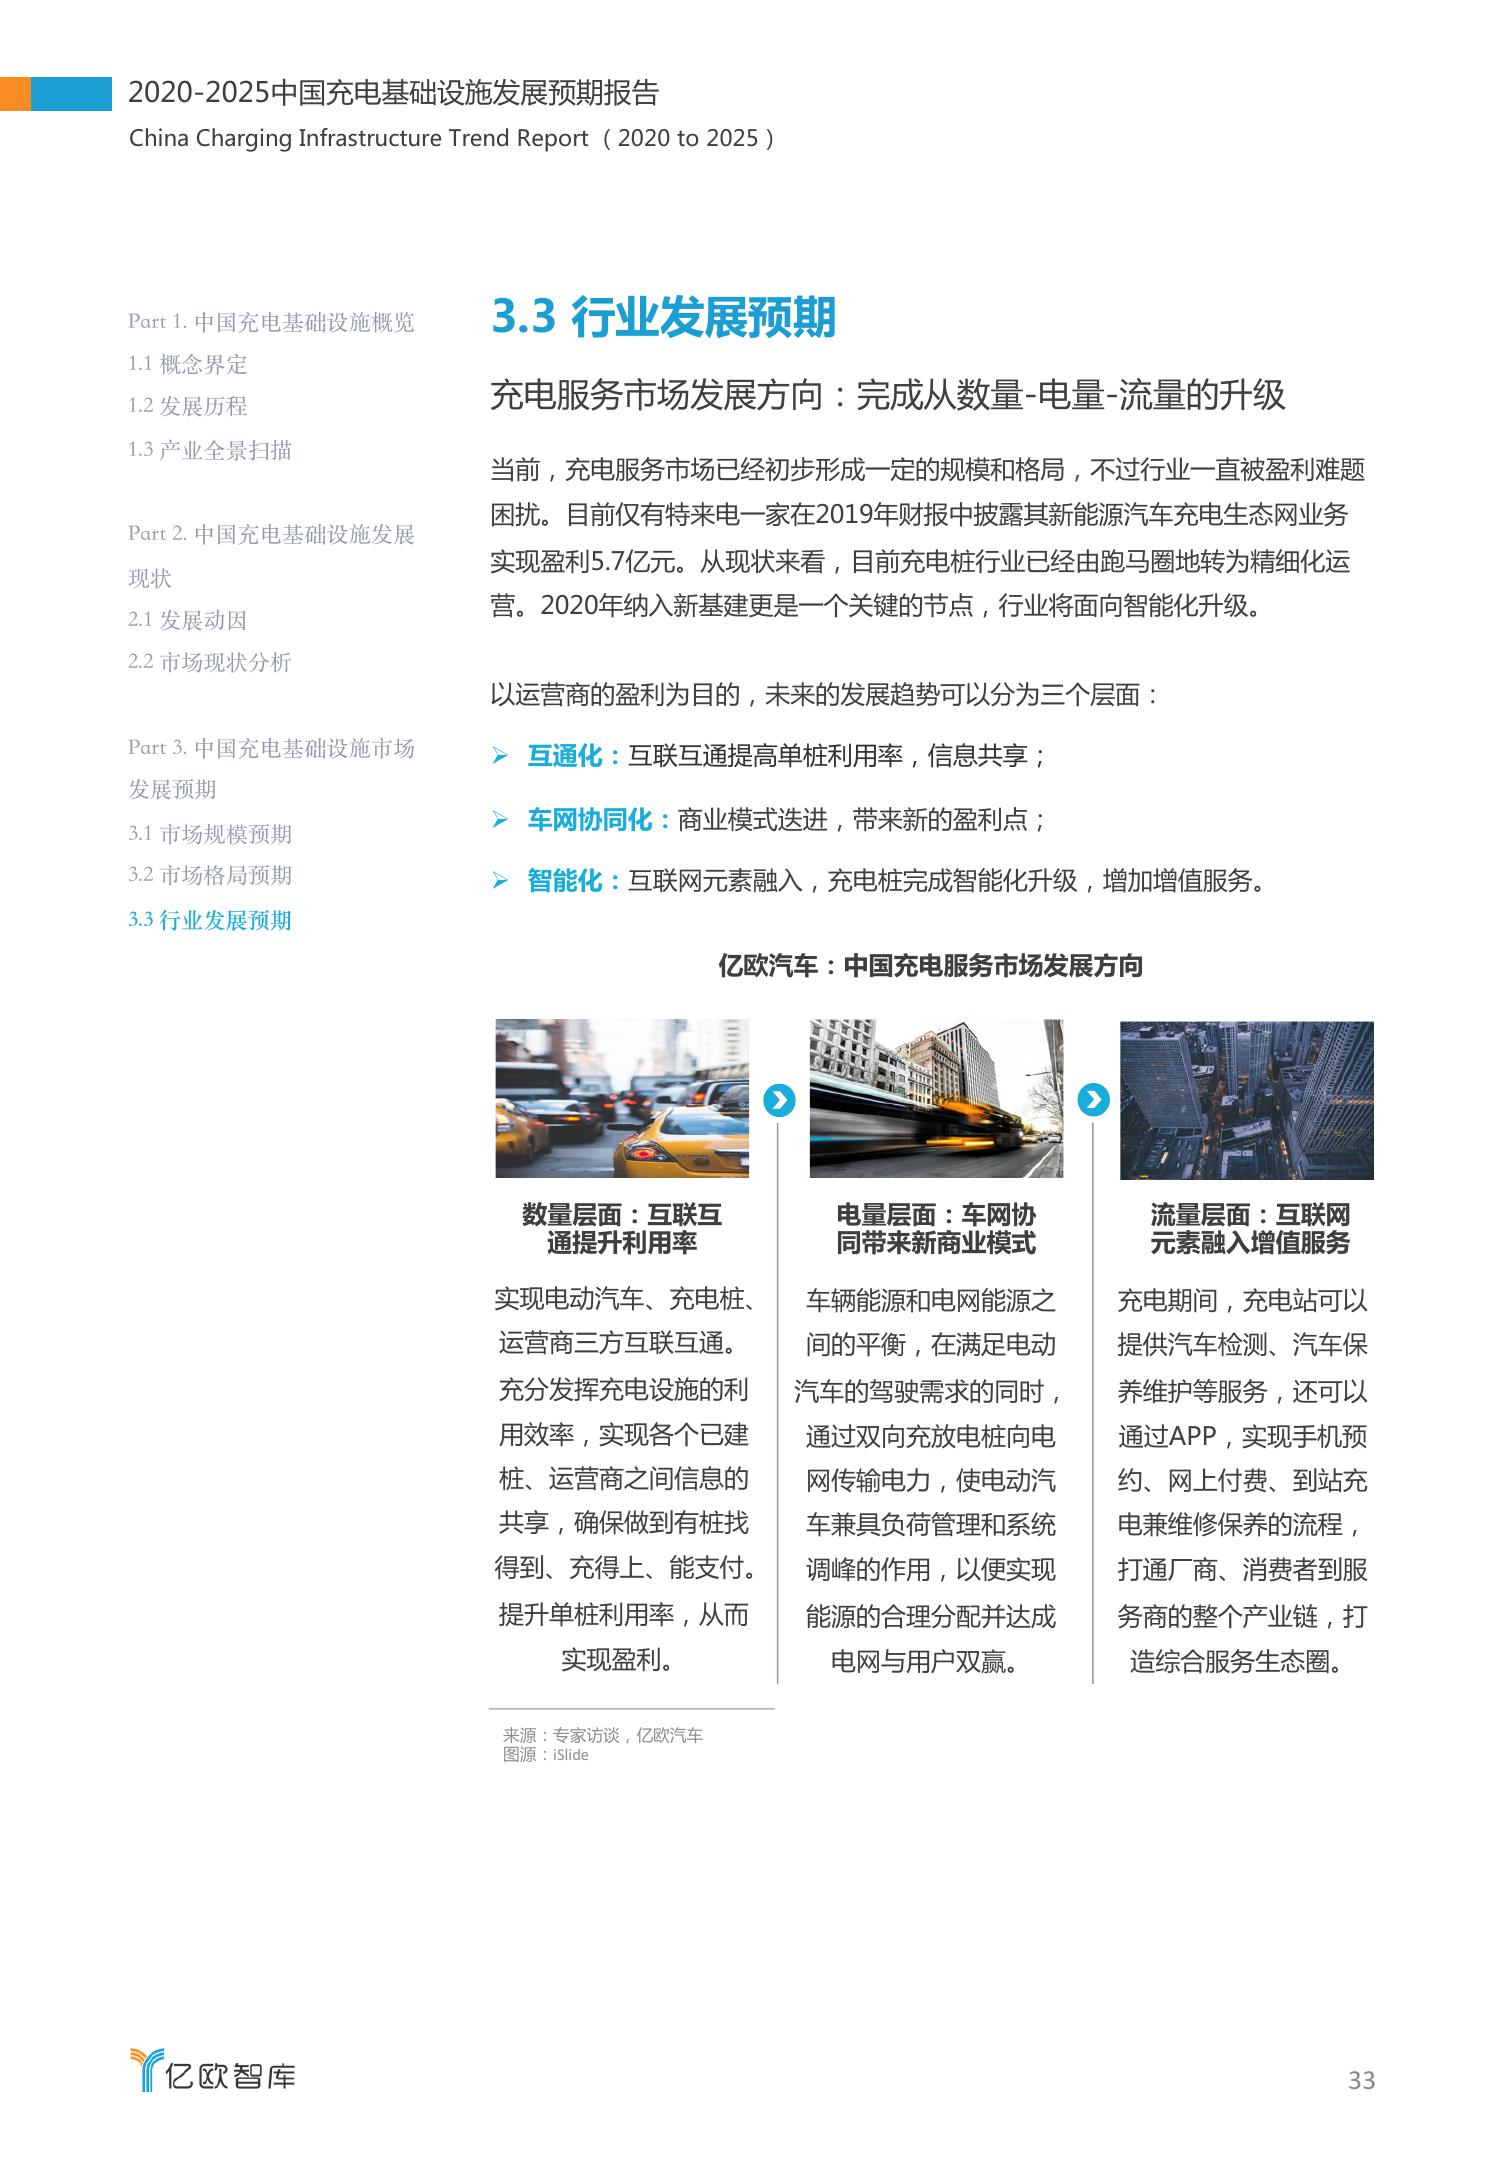 2020-2025中国充电基础设施发展预期报告
China Charging Infrastructure Trend Report（2020 to 2025）
Part 1. 中国充电基础设施概览
1.1 概念界定
1.2 发展历程
1.3 产业全景扫描
Part 2. 中国充电基础设施发展
现状
2.1 发展动因
2.2 市场现状分析
Part 3. 中国充电基础设施市场
发展预期
3.1 市场规模预期
3.2 市场格局预期
3.3 行业发展预期
3.3 行业发展预期
充电服务市场发展方向：完成从数量-电量-流量的升级
当前，充电服务市场已经初步形成一定的规模和格局，不过行业一直被盈利难题
困扰。目前仅有特来电一家在2019年财报中披露其新能源汽车充电生态网业务
实现盈利5.7亿元。从现状来看，目前充电桩行业已经由跑马圈地转为精细化运
营。2020年纳入新基建更是一个关键的节点，行业将面向智能化升级。
以运营商的盈利为目的，未来的发展趋势可以分为三个层面：
➢ 互通化：互联互通提高单桩利用率，信息共享；
➢ 车网协同化：商业模式迭进，带来新的盈利点；
➢ 智能化：互联网元素融入，充电桩完成智能化升级，增加增值服务。
亿欧汽车：中国充电服务市场发展方向
数量层面：互联互
通提升利用率
实现电动汽车、充电桩、
运营商三方互联互通。
充分发挥充电设施的利
用效率，实现各个已建
桩、运营商之间信息的
共享，确保做到有桩找
得到、充得上、能支付。
提升单桩利用率，从而
实现盈利。
电量层面：车网协
同带来新商业模式
车辆能源和电网能源之
间的平衡，在满足电动
汽车的驾驶需求的同时，
通过双向充放电桩向电
网传输电力，使电动汽
车兼具负荷管理和系统
调峰的作用，以便实现
能源的合理分配并达成
电网与用户双赢。
流量层面：互联网
元素融入增值服务
充电期间，充电站可以
提供汽车检测、汽车保
养维护等服务，还可以
通过APP，实现手机预
约、网上付费、到站充
电兼维修保养的流程，
打通厂商、消费者到服
务商的整个产业链，打
造综合服务生态圈。
来源：专家访谈，亿欧汽车
图源：iSlide
亿欧智库
33